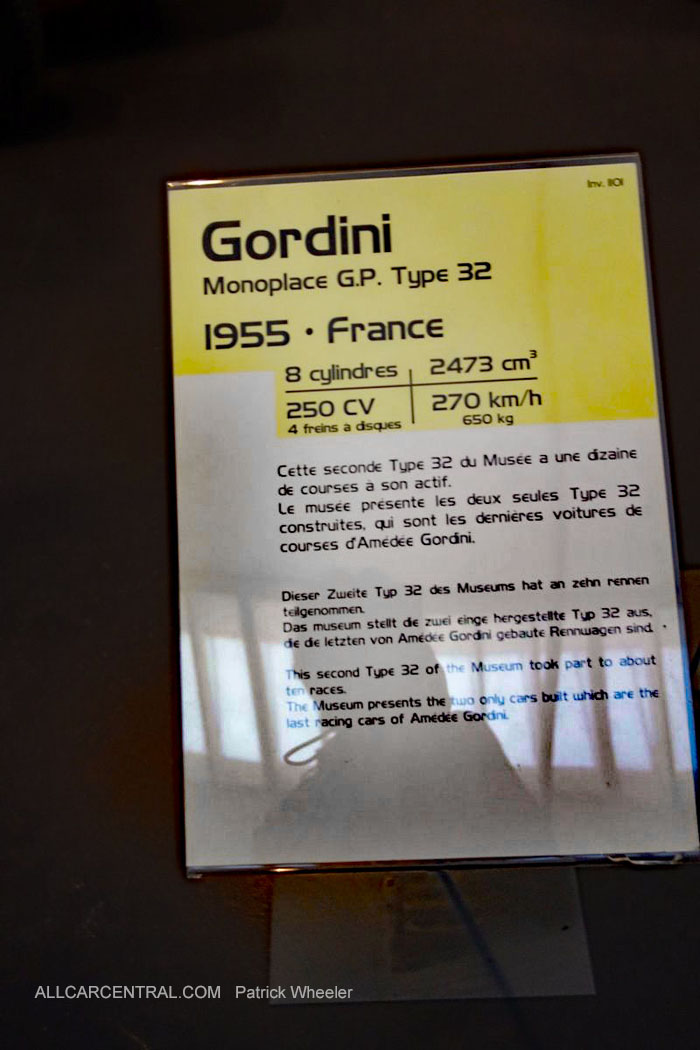 Inv. 1101
Gordini
Monoplace G.P. Type 32
1955 • France
8 cylindres | 2473 cm³
250 CV | 270 km/h
4 freins à disques 650 kg
Cette seconde Type 32 du Musée a une dizaine
de courses à son actif.
Le musée présente les deux seules Type 32
construites, qui sont les dernières voitures de
courses d'Amédée Gordini.
Dieser Zweite Typ 32 des Museums hat an zehn rennen
teilgenommen.
Das museum stellt die zwei einge hergestellte Typ 32 aus,
die die letzten von Amédée Gordini gebaute Rennwagen sind.
This second Type 32 of the Museum took part to about
ten races.
The Museum presents the two only cars built which are the
last racing cars of Amédée Gordini.
ALLCARCENTRAL.COM Patrick Wheeler